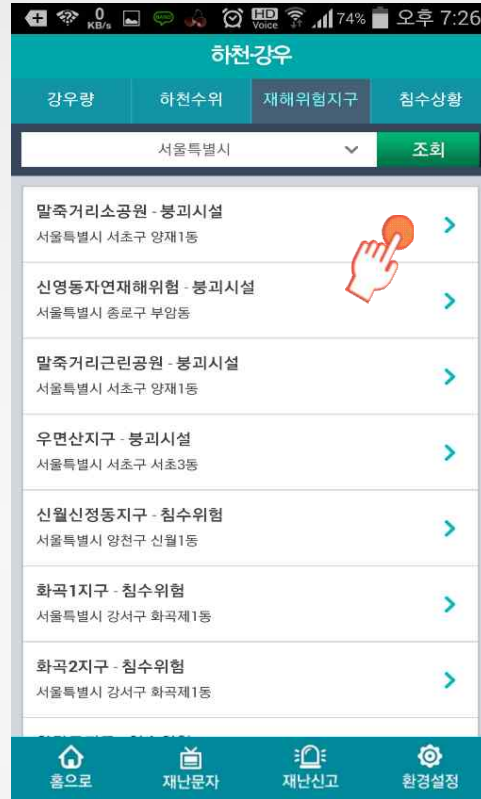 0 KB/s HD Voice 74% 오후 7:26
하천·강우
강우량 하천수위 재해위험지구 침수상황
서울특별시 조회
말죽거리소공원 - 붕괴시설
서울특별시 서초구 양재1동
신영동자연재해위험 - 붕괴시설
서울특별시 종로구 부암동
말죽거리근린공원 - 붕괴시설
서울특별시 서초구 양재1동
우면산지구 - 붕괴시설
서울특별시 서초구 서초3동
신월신정동지구 - 침수위험
서울특별시 양천구 신월1동
화곡1지구 - 침수위험
서울특별시 강서구 화곡제1동
화곡2지구 - 침수위험
서울특별시 강서구 화곡제1동
홈으로 재난문자 재난신고 환경설정